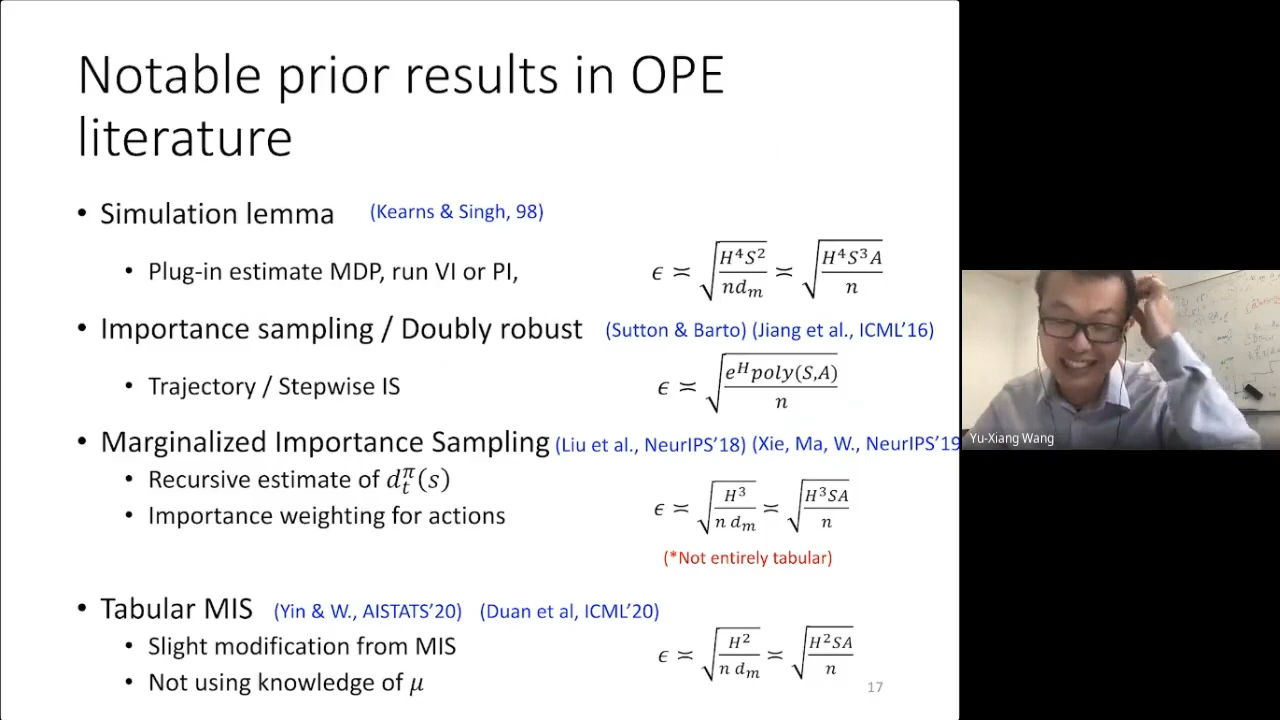 Notable prior results in OPE
literature
• Simulation lemma (Kearns & Singh, 98)
• Plug-in estimate MDP, run VI or PI, ϵ ≍ √(H⁴S²/(nd_m)) ≍ √(H⁴S³A/n)
• Importance sampling / Doubly robust (Sutton & Barto) (Jiang et al., ICML’16)
• Trajectory / Stepwise IS ϵ ≍ √(e^H poly(S,A)/n)
• Marginalized Importance Sampling (Liu et al., NeurIPS’18) (Xie, Ma, W., NeurIPS’19
• Recursive estimate of d_t^π(s)
• Importance weighting for actions ϵ ≍ √(H³/(n d_m)) ≍ √(H³SA/n)
(*Not entirely tabular)
• Tabular MIS (Yin & W., AISTATS’20) (Duan et al, ICML’20)
• Slight modification from MIS ϵ ≍ √(H²/(n d_m)) ≍ √(H²SA/n)
• Not using knowledge of μ
17
Yu-Xiang Wang